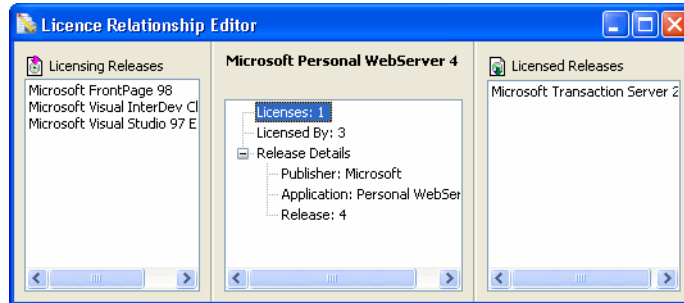 Licence Relationship Editor
Licensing Releases
Microsoft FrontPage 98
Microsoft Visual InterDev Cl
Microsoft Visual Studio 97 E
Microsoft Personal WebServer 4
Licenses: 1
Licensed By: 3
Release Details
Publisher: Microsoft
Application: Personal WebSer
Release: 4
Licensed Releases
Microsoft Transaction Server 2